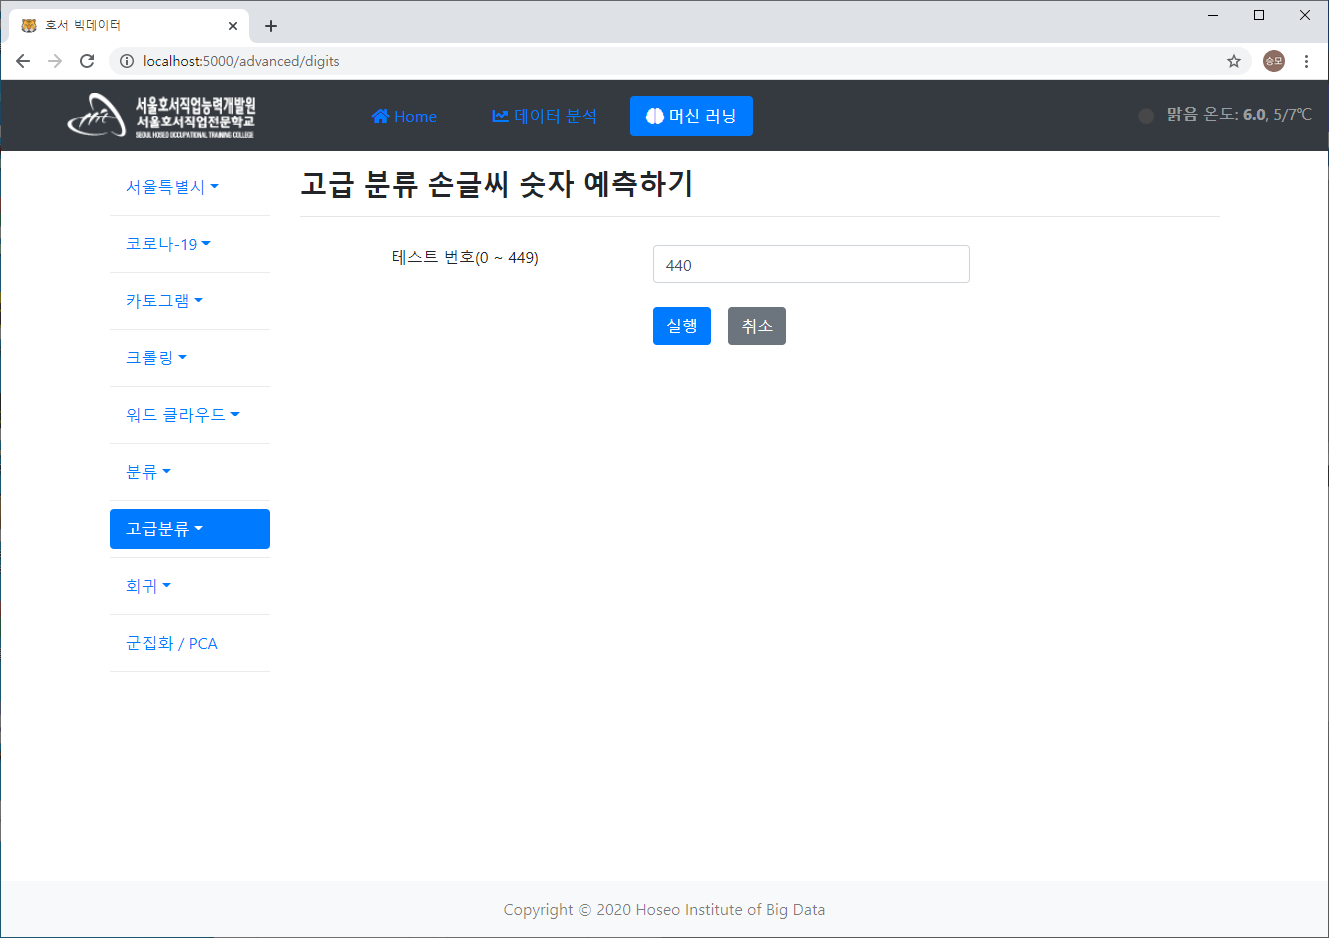 호서 빅데이터
localhost:5000/advanced/digits
승모
서울호서직업능력개발원
서울호서직업전문학교
SEOUL HOSEO OCCUPATIONAL TRAINING COLLEGE
Home
데이터 분석
머신 러닝
맑음 온도: 6.0, 5/7℃
서울특별시
코로나-19
카토그램
크롤링
워드 클라우드
분류
고급분류
회귀
군집화 / PCA
고급 분류 손글씨 숫자 예측하기
테스트 번호(0 ~ 449)
440
실행
취소
Copyright © 2020 Hoseo Institute of Big Data